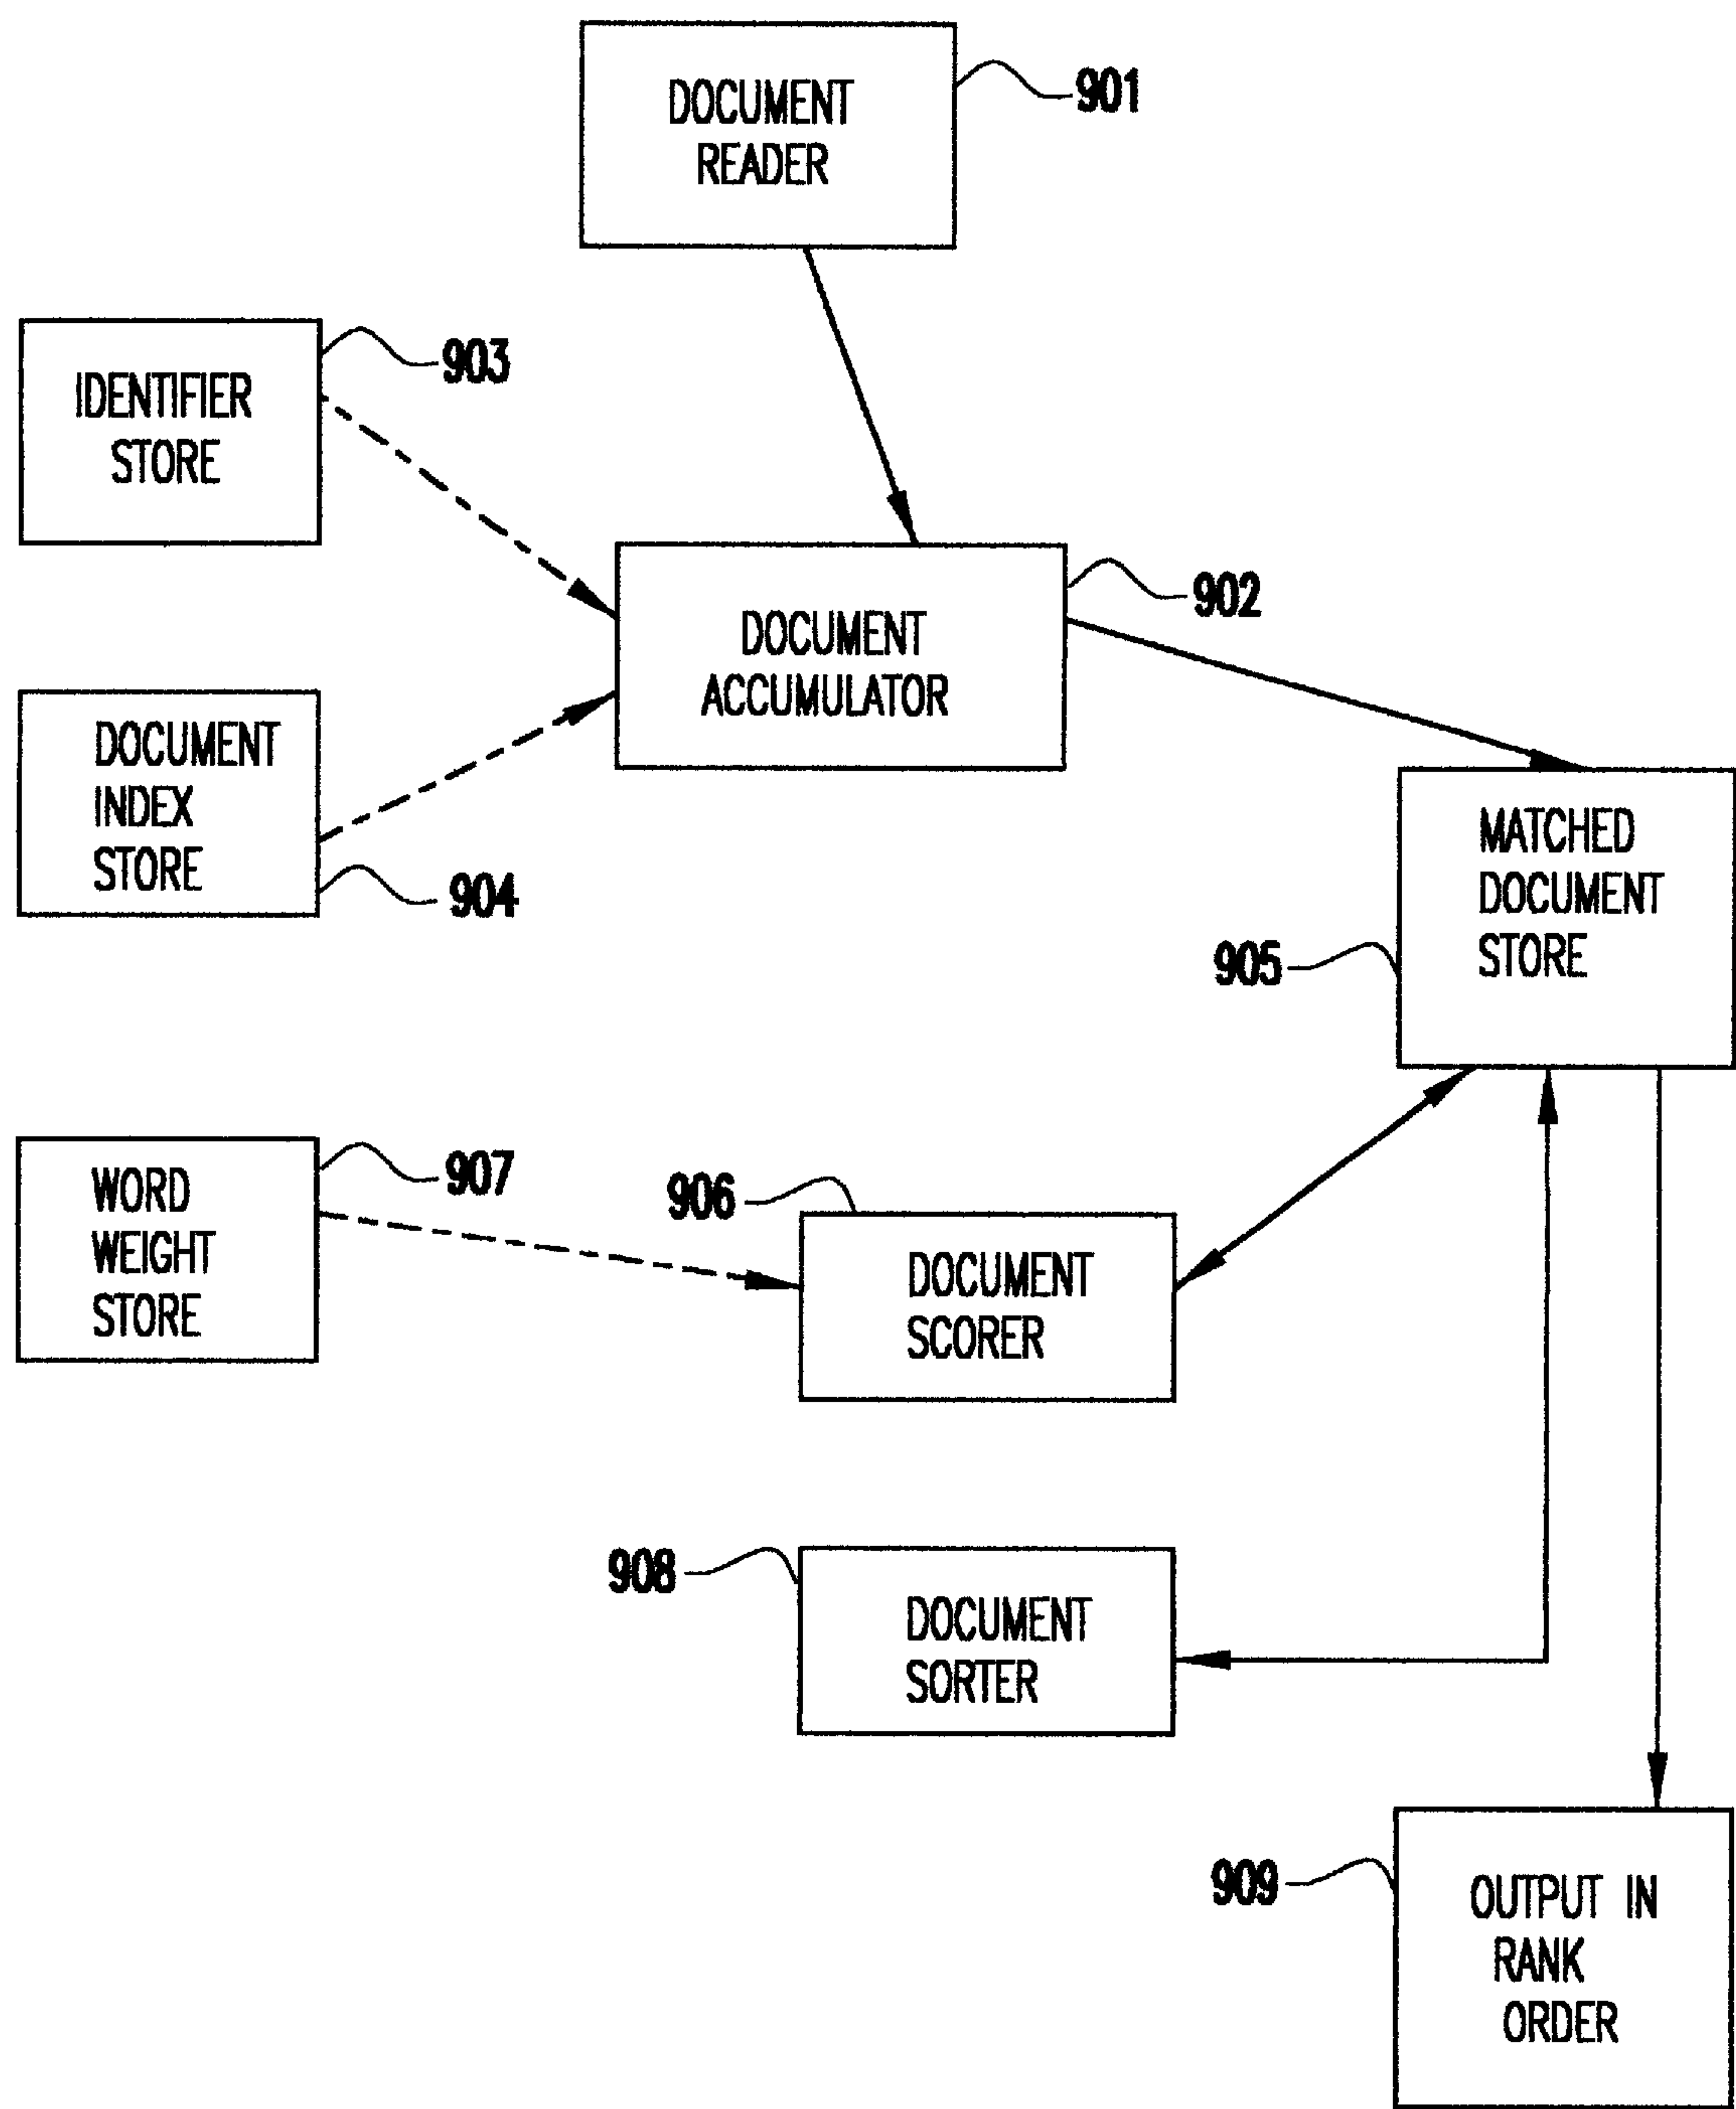 DOCUMENT
READER
901
IDENTIFIER
STORE
903
DOCUMENT
ACCUMULATOR
902
DOCUMENT
INDEX
STORE
904
MATCHED
DOCUMENT
STORE
905
WORD
WEIGHT
STORE
907
906
DOCUMENT
SCORER
908
DOCUMENT
SORTER
909
OUTPUT IN
RANK
ORDER